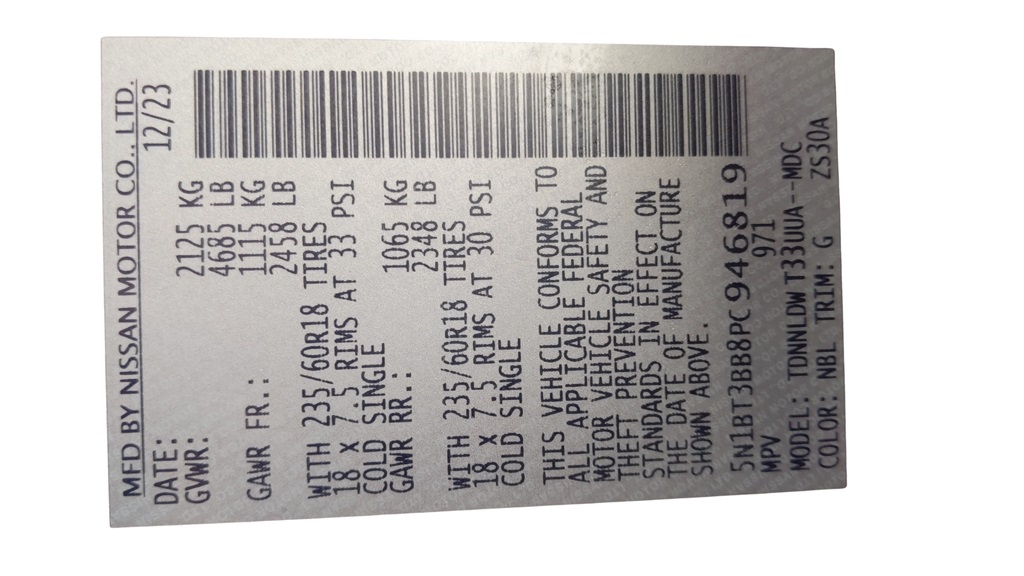 MFD BY NISSAN MOTOR CO., LTD.
DATE: 12/23
GVWR: 2125 KG
4685 LB
GAWR FR.: 1115 KG
2458 LB
WITH 235/60R18 TIRES
18 X 7.5 RIMS AT 33 PSI
COLD SINGLE
GAWR RR.: 1065 KG
2348 LB
WITH 235/60R18 TIRES
18 X 7.5 RIMS AT 30 PSI
COLD SINGLE
THIS VEHICLE CONFORMS TO
ALL APPLICABLE FEDERAL
MOTOR VEHICLE SAFETY AND
THEFT PREVENTION
STANDARDS IN EFFECT ON
THE DATE OF MANUFACTURE
SHOWN ABOVE.
5N1BT3BB8PC946819
MPV 971
MODEL: TDNNLDWT33UUA--MDC
COLOR: NBL TRIM: G ZS30A